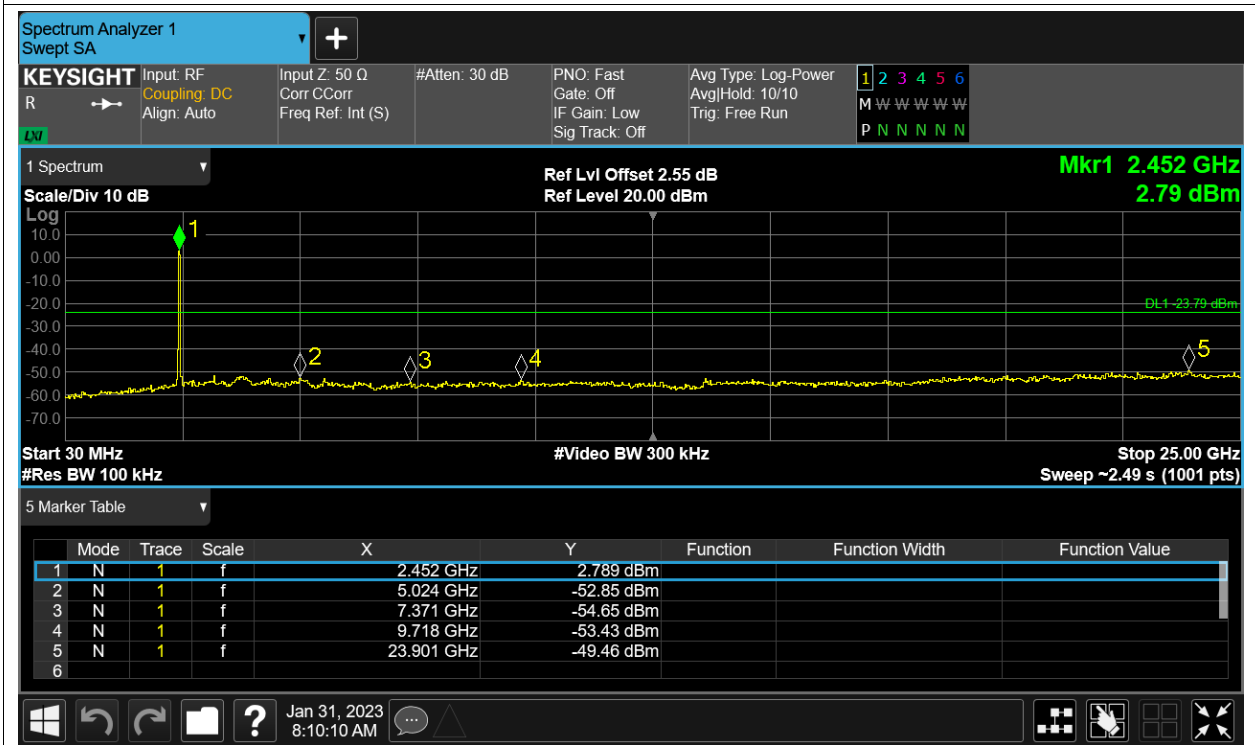 Spectrum Analyzer 1
Swept SA
+
KEYSIGHT Input: RF Input Z: 50 Ω #Atten: 30 dB PNO: Fast Avg Type: Log-Power 1 2 3 4 5 6
R Coupling: DC Corr CCorr Gate: Off Avg|Hold: 10/10 M W W W W W
Align: Auto Freq Ref: Int (S) IF Gain: Low Trig: Free Run
LXI Sig Track: Off P N N N N N
1 Spectrum Ref Lvl Offset 2.55 dB Mkr1 2.452 GHz
Scale/Div 10 dB Ref Level 20.00 dBm 2.79 dBm
Log
1
10.0
0.00
-10.0
-20.0 DL1 -23.79 dBm
-30.0
-40.0 2 3 4 5
-50.0
-60.0
-70.0
Start 30 MHz #Video BW 300 kHz Stop 25.00 GHz
#Res BW 100 kHz Sweep ~2.49 s (1001 pts)
5 Marker Table
Mode Trace Scale X Y Function Function Width Function Value
1 N 1 f 2.452 GHz 2.789 dBm
2 N 1 f 5.024 GHz -52.85 dBm
3 N 1 f 7.371 GHz -54.65 dBm
4 N 1 f 9.718 GHz -53.43 dBm
5 N 1 f 23.901 GHz -49.46 dBm
6
? Jan 31, 2023
8:10:10 AM